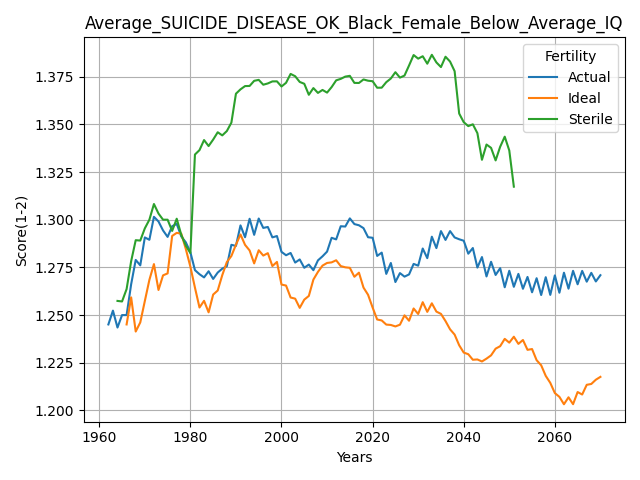 Average_SUICIDE_DISEASE_OK_Black_Female_Below_Average_IQ
Fertility
Actual
Ideal
Sterile
Score(1-2)
1.375
1.350
1.325
1.300
1.275
1.250
1.225
1.200
1960 1980 2000 2020 2040 2060
Years